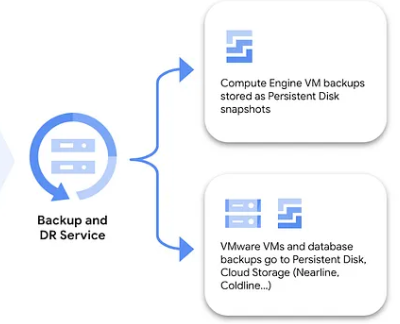 Compute Engine VM backups
stored as Persistent Disk
snapshots
Backup and
DR Service
VMware VMs and database
backups go to Persistent Disk,
Cloud Storage (Nearline,
Coldline...)